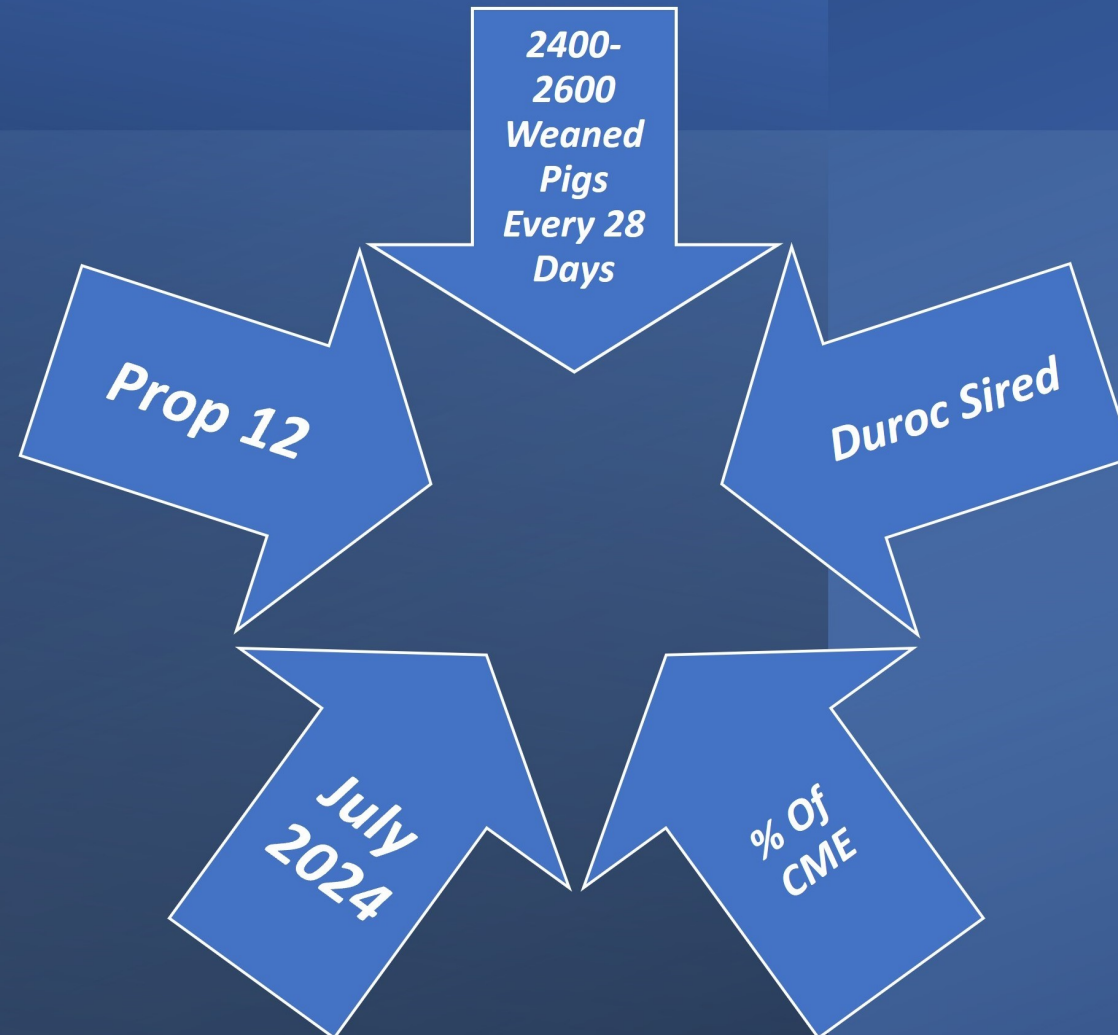 2400-
2600
Weaned
Pigs
Every 28
Days
Prop 12
Duroc Sired
July
2024
% Of
CME